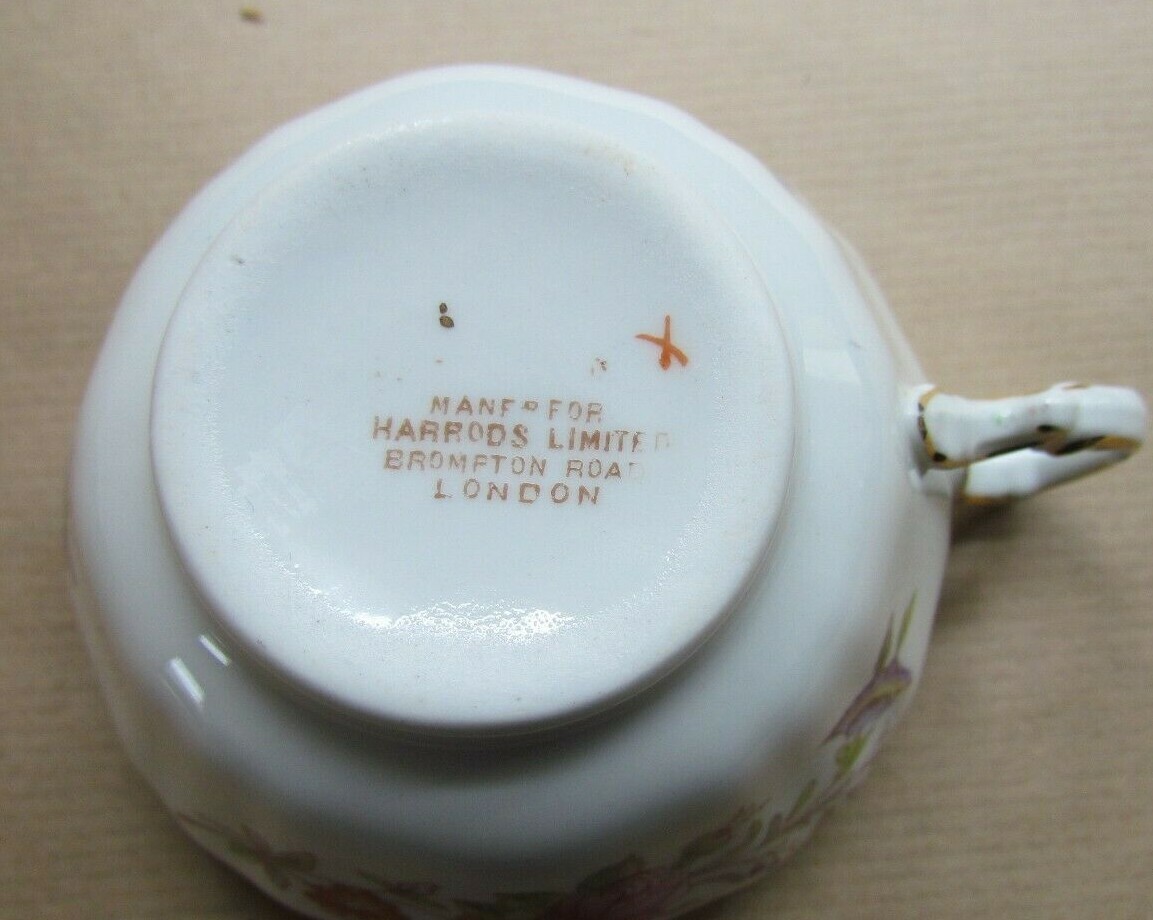 MANFD FOR
HARRODS LIMITED
BROMPTON ROAD
LONDON